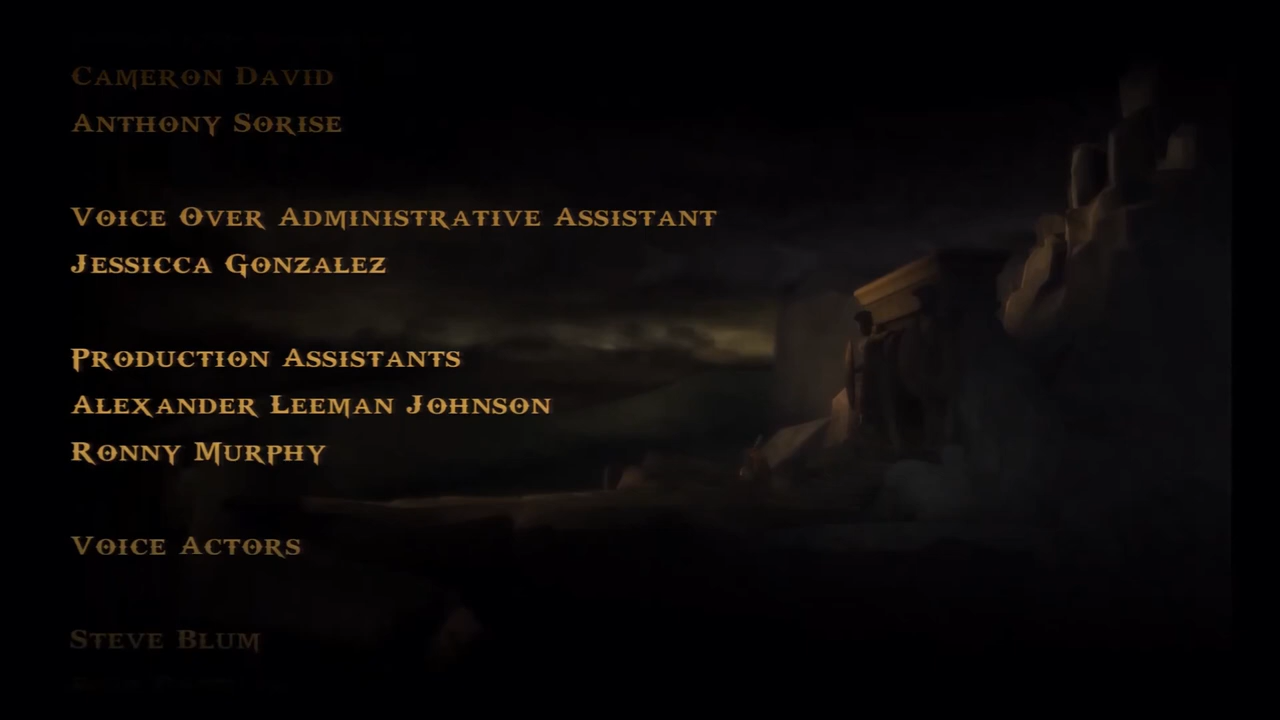 Cameron David
Anthony Sorise
Voice Over Administrative Assistant
Jessicca Gonzalez
Production Assistants
Alexander Leeman Johnson
Ronny Murphy
Voice Actors
Steve Blum